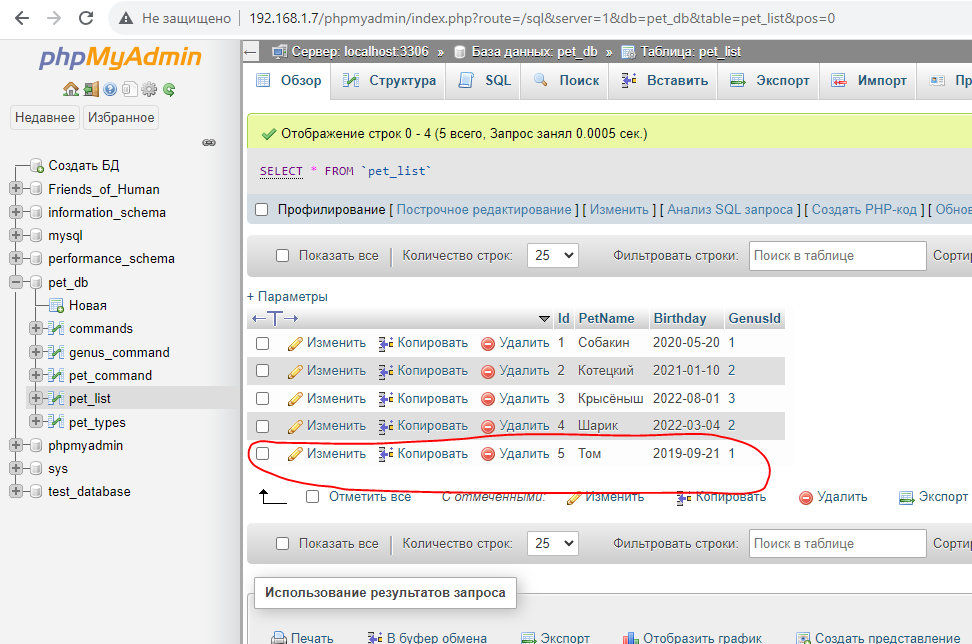 Не защищено 192.168.1.7/phpmyadmin/index.php?route=/sql&server=1&db=pet_db&table=pet_list&pos=0
phpMyAdmin
Недавнее Избранное
Создать БД
Friends_of_Human
information_schema
mysql
performance_schema
pet_db
Новая
commands
genus_command
pet_command
pet_list
pet_types
phpmyadmin
sys
test_database
Сервер: localhost:3306 » База данных: pet_db » Таблица: pet_list
Обзор Структура SQL Поиск Вставить Экспорт Импорт Пр
Отображение строк 0 - 4 (5 всего, Запрос занял 0.0005 сек.)
SELECT * FROM `pet_list`
Профилирование [ Построчное редактирование ] [ Изменить ] [ Анализ SQL запроса ] [ Создать PHP-код ] [ Обнов
Показать все Количество строк: 25 Фильтровать строки: Поиск в таблице Сорти
+ Параметры
←T→ Id PetName Birthday GenusId
Изменить Копировать Удалить 1 Собакин 2020-05-20 1
Изменить Копировать Удалить 2 Котецкий 2021-01-10 2
Изменить Копировать Удалить 3 Крысёныш 2022-08-01 3
Изменить Копировать Удалить 4 Шарик 2022-03-04 2
Изменить Копировать Удалить 5 Том 2019-09-21 1
Отметить все С отмеченными: Изменить Копировать Удалить Экспорт
Показать все Количество строк: 25 Фильтровать строки: Поиск в таблице Сорти
Использование результатов запроса
Печать В буфер обмена Экспорт Отобразить график Создать представление